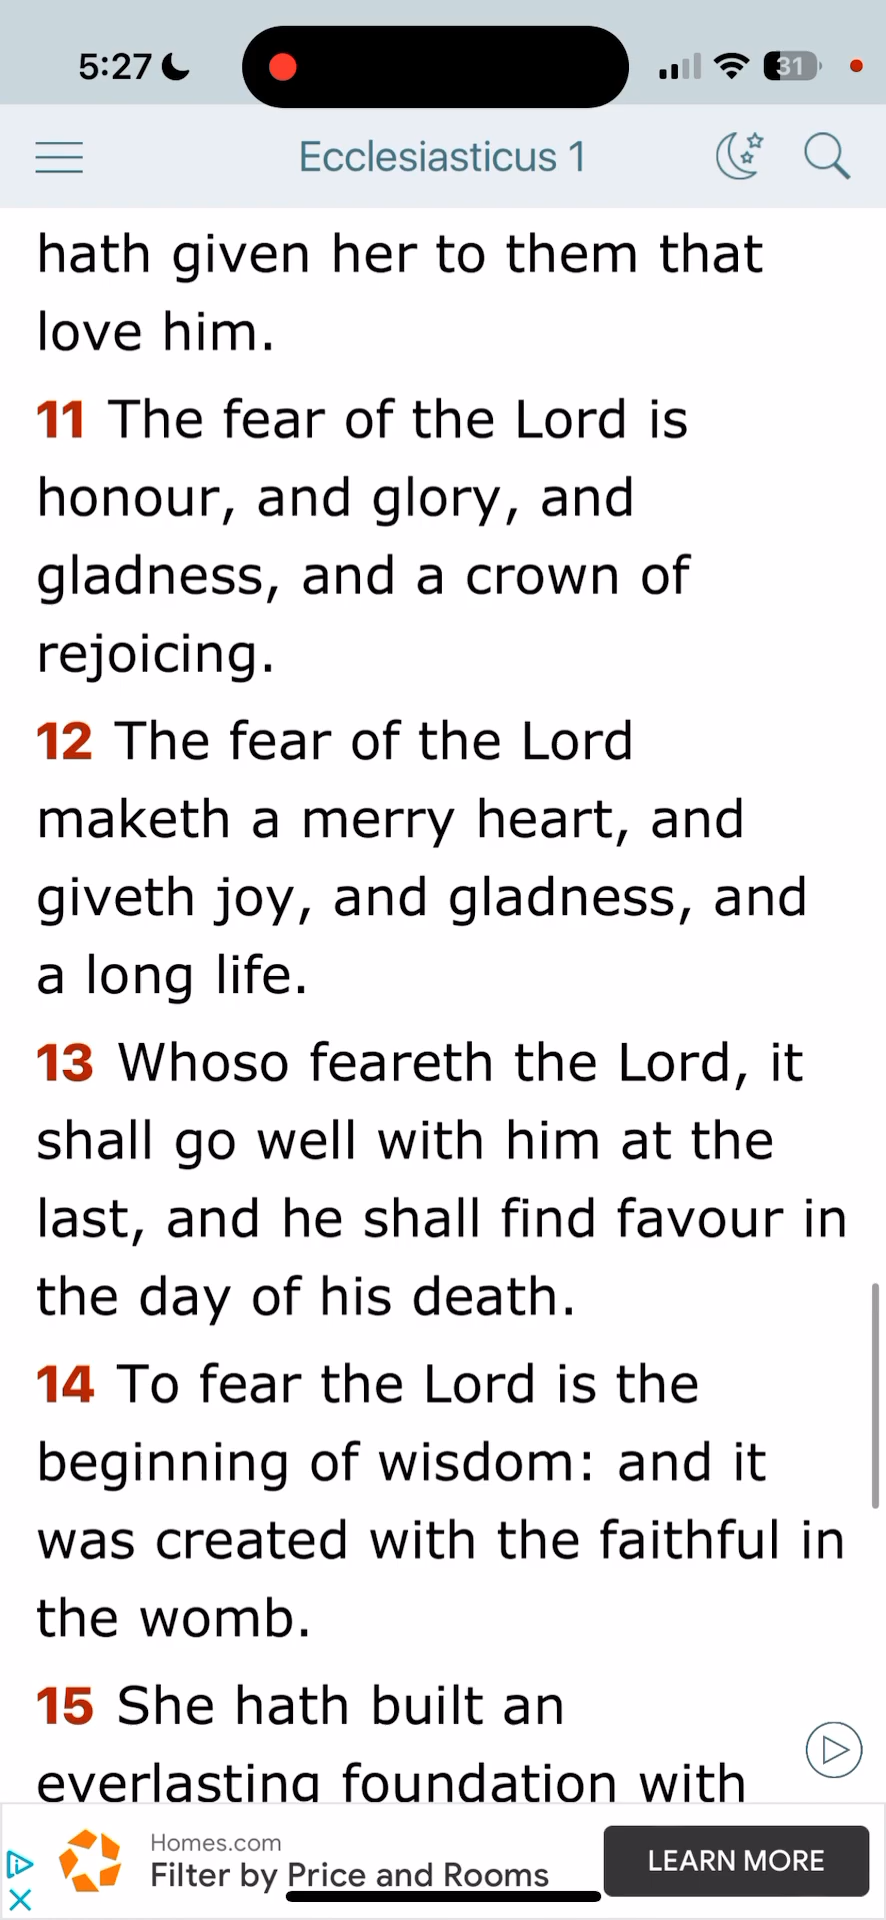 5:27
31
Ecclesiasticus 1
hath given her to them that
love him.
11 The fear of the Lord is
honour, and glory, and
gladness, and a crown of
rejoicing.
12 The fear of the Lord
maketh a merry heart, and
giveth joy, and gladness, and
a long life.
13 Whoso feareth the Lord, it
shall go well with him at the
last, and he shall find favour in
the day of his death.
14 To fear the Lord is the
beginning of wisdom: and it
was created with the faithful in
the womb.
15 She hath built an
everlasting foundation with
Homes.com
Filter by Price and Rooms
LEARN MORE